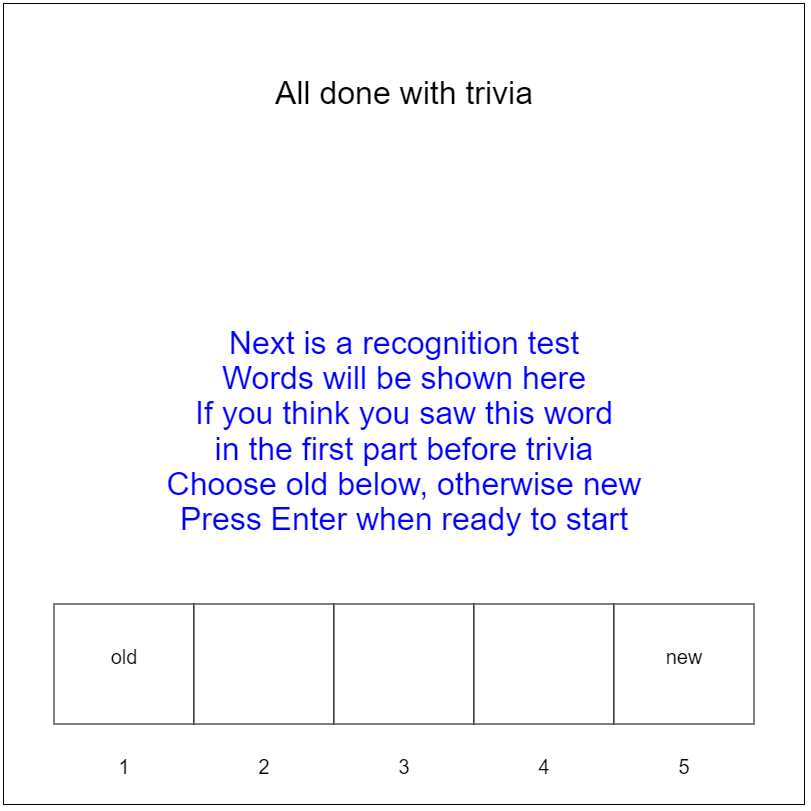 All done with trivia
Next is a recognition test
Words will be shown here
If you think you saw this word
in the first part before trivia
Choose old below, otherwise new
Press Enter when ready to start
old new
1 2 3 4 5